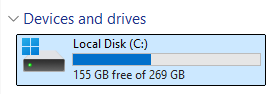 Devices and drives
Local Disk (C:)
155 GB free of 269 GB